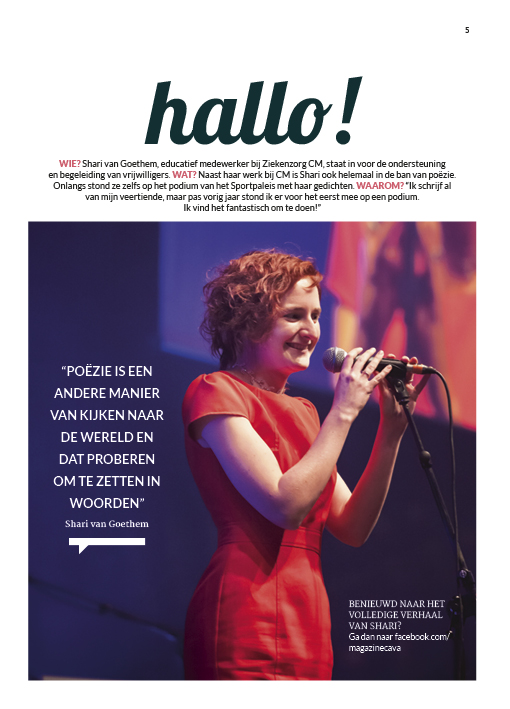 5
hallo!
WIE? Shari van Goethem, educatief medewerker bij Ziekenzorg CM, staat in voor de ondersteuning
en begeleiding van vrijwilligers. WAT? Naast haar werk bij CM is Shari ook helemaal in de ban van poëzie.
Onlangs stond ze zelfs op het podium van het Sportpaleis met haar gedichten. WAAROM? “Ik schrijf al
van mijn veertiende, maar pas vorig jaar stond ik er voor het eerst mee op een podium.
Ik vind het fantastisch om te doen!”
“POËZIE IS EEN
ANDERE MANIER
VAN KIJKEN NAAR
DE WERELD EN
DAT PROBEREN
OM TE ZETTEN IN
WOORDEN”
Shari van Goethem
BENIEUWD NAAR HET
VOLLEDIGE VERHAAL
VAN SHARI?
Ga dan naar facebook.com/
magazinecava